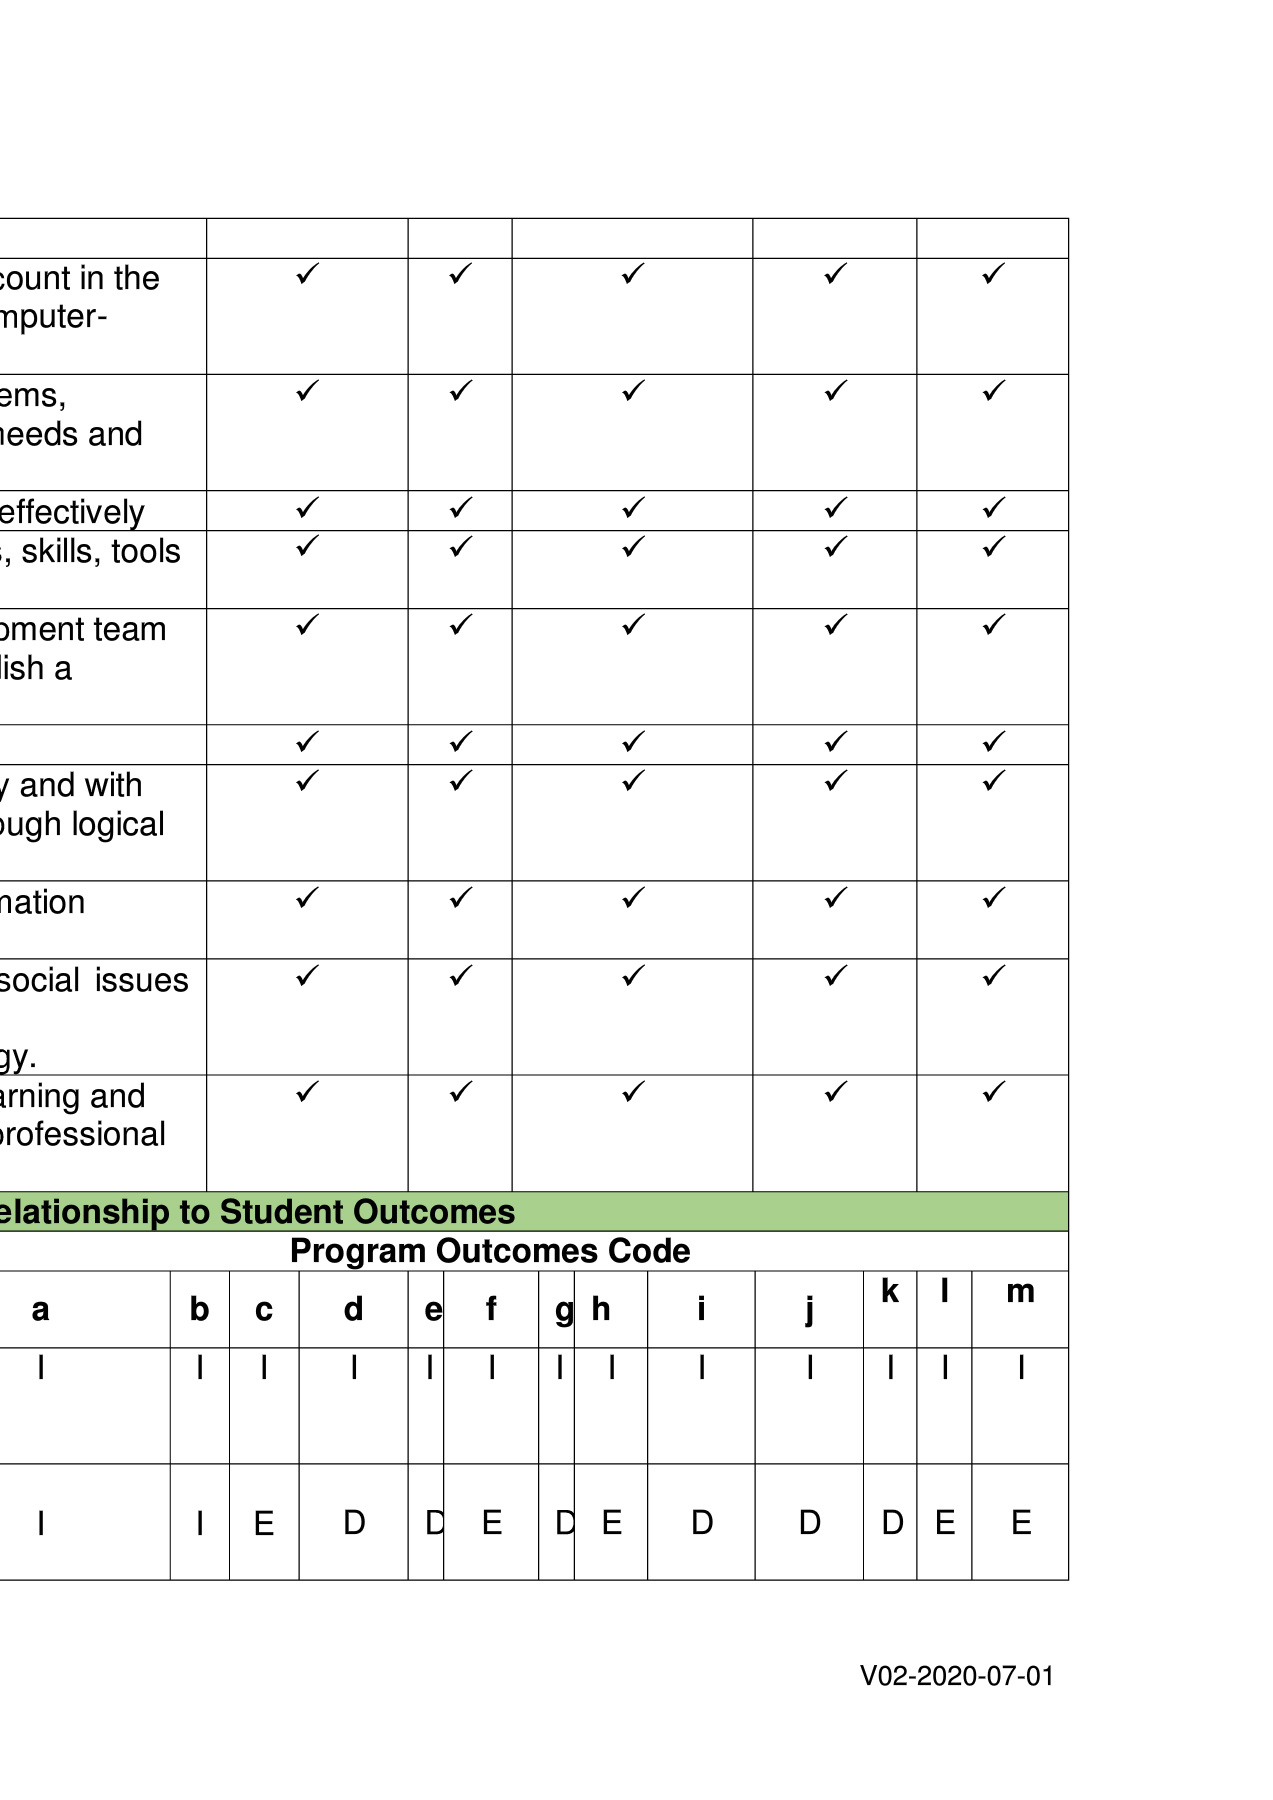 count in the ✓ ✓ ✓ ✓ ✓
mputer-
ems, ✓ ✓ ✓ ✓ ✓
needs and
effectively ✓ ✓ ✓ ✓ ✓
s, skills, tools ✓ ✓ ✓ ✓ ✓
pment team ✓ ✓ ✓ ✓ ✓
lish a
✓ ✓ ✓ ✓ ✓
y and with ✓ ✓ ✓ ✓ ✓
ough logical
mation ✓ ✓ ✓ ✓ ✓
social issues ✓ ✓ ✓ ✓ ✓
gy.
arning and ✓ ✓ ✓ ✓ ✓
professional
elationship to Student Outcomes
Program Outcomes Code
a b c d e f g h i j k l m
I I I I I I I I I I I I I
I I E D D E D E D D D E E
V02-2020-07-01